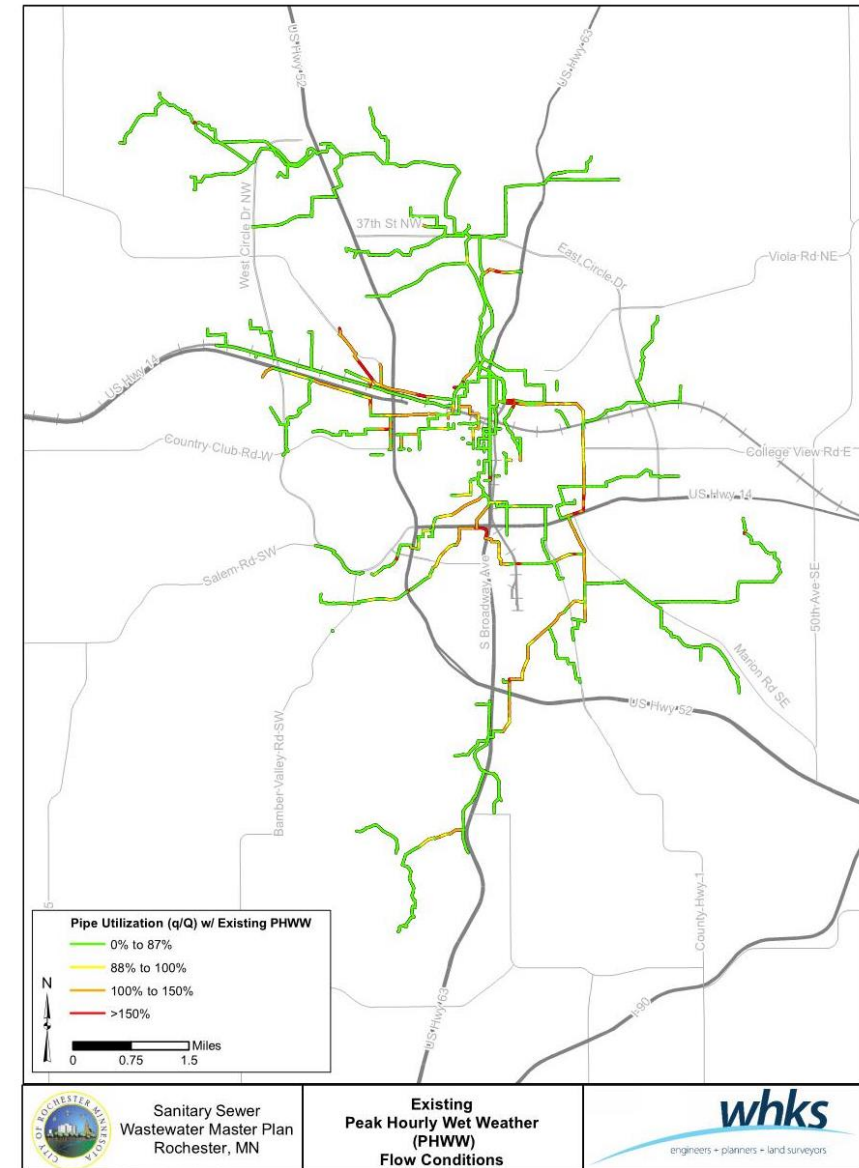 US Hwy 52
US Hwy 63
37th St NW
West Circle Dr NW
East Circle Dr
Viola Rd NE
US Hwy 14
Country Club Rd W
College View Rd E
US Hwy 14
Salem Rd SW
S Broadway Ave
50th Ave SE
Marion Rd SE
US Hwy 52
Bamber Valley Rd SW
County Hwy 1
5
I-90
US Hwy 63
Pipe Utilization (q/Q) w/ Existing PHWW
0% to 87%
88% to 100%
100% to 150%
>150%
N
Miles
0 0.75 1.5
CITY OF ROCHESTER MINNESOTA
Sanitary Sewer
Wastewater Master Plan
Rochester, MN
Existing
Peak Hourly Wet Weather
(PHWW)
Flow Conditions
whks
engineers + planners + land surveyors